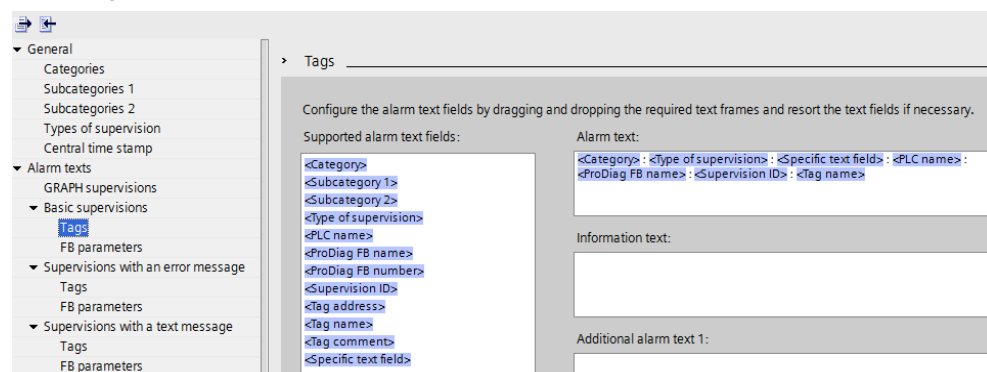 General
Categories
Subcategories 1
Subcategories 2
Types of supervision
Central time stamp
Alarm texts
GRAPH supervisions
Basic supervisions
Tags
FB parameters
Supervisions with an error message
Tags
FB parameters
Supervisions with a text message
Tags
FB parameters
Tags
Configure the alarm text fields by dragging and dropping the required text frames and resort the text fields if necessary.
Supported alarm text fields:
<Category>
<Subcategory 1>
<Subcategory 2>
<Type of supervision>
<PLC name>
<ProDiag FB name>
<ProDiag FB number>
<Supervision ID>
<Tag address>
<Tag name>
<Tag comment>
<Specific text field>
Alarm text:
<Category> : <Type of supervision> : <Specific text field> : <PLC name> :
<ProDiag FB name> : <Supervision ID> : <Tag name>
Information text:
Additional alarm text 1: